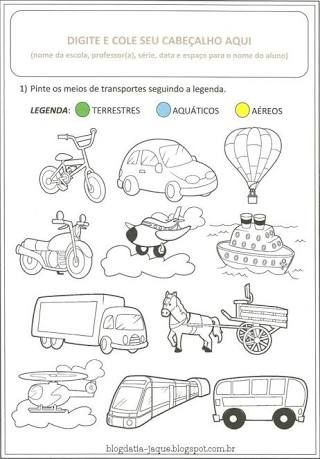 DIGITE E COLE SEU CABEÇALHO AQUI
(nome da escola, professor(a), série, data e espaço para o nome do aluno)
1) Pinte os meios de transportes seguindo a legenda.
LEGENDA: TERRESTRES AQUÁTICOS AÉREOS
blogdatia-jaque.blogspot.com.br